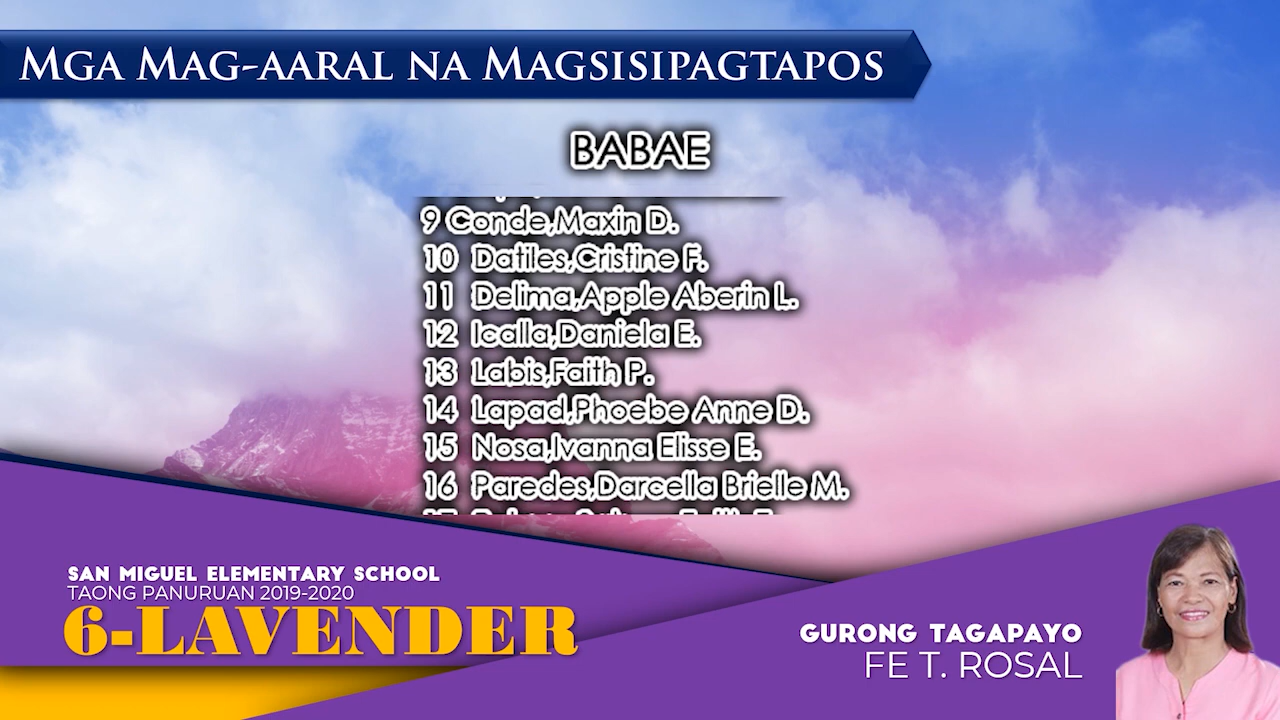 MGA MAG-AARAL NA MAGSISIPAGTAPOS
BABAE
9 Conde,Maxin D.
10 Datiles,Cristine F.
11 Delima,Apple Aberin L.
12 Icalla,Daniela E.
13 Labis,Faith P.
14 Lapad,Phoebe Anne D.
15 Nosa,Ivanna Elisse E.
16 Paredes,Darcella Brielle M.
SAN MIGUEL ELEMENTARY SCHOOL
TAONG PANURUAN 2019-2020
6-LAVENDER
GURONG TAGAPAYO
FE T. ROSAL